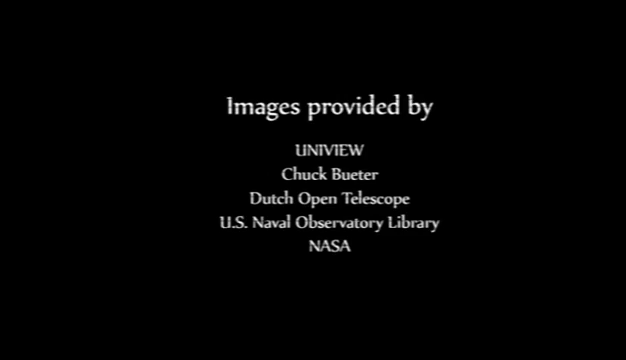 Images provided by
UNIVIEW
Chuck Bueter
Dutch Open Telescope
U.S. Naval Observatory Library
NASA